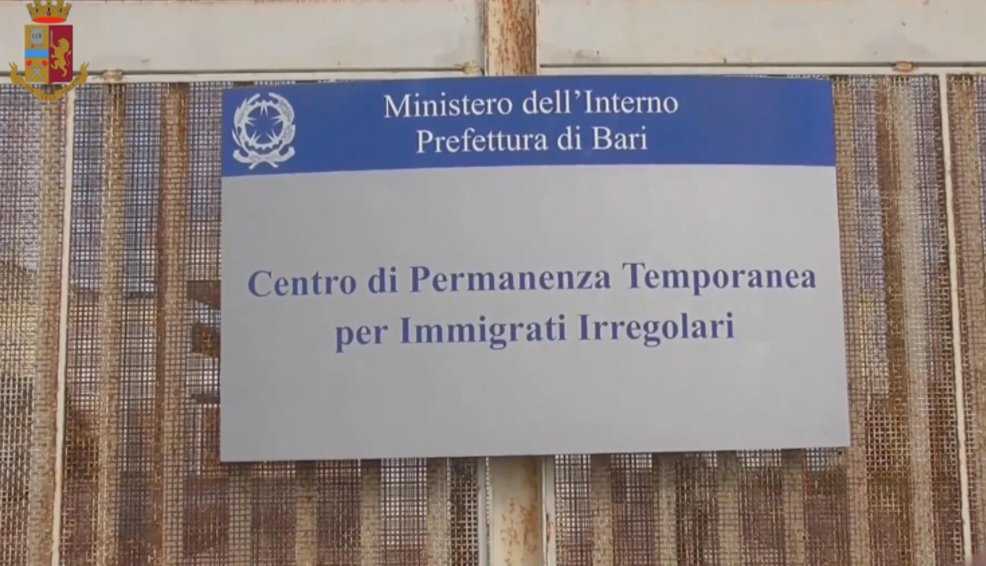 Ministero dell'Interno
Prefettura di Bari
Centro di Permanenza Temporanea
per Immigrati Irregolari